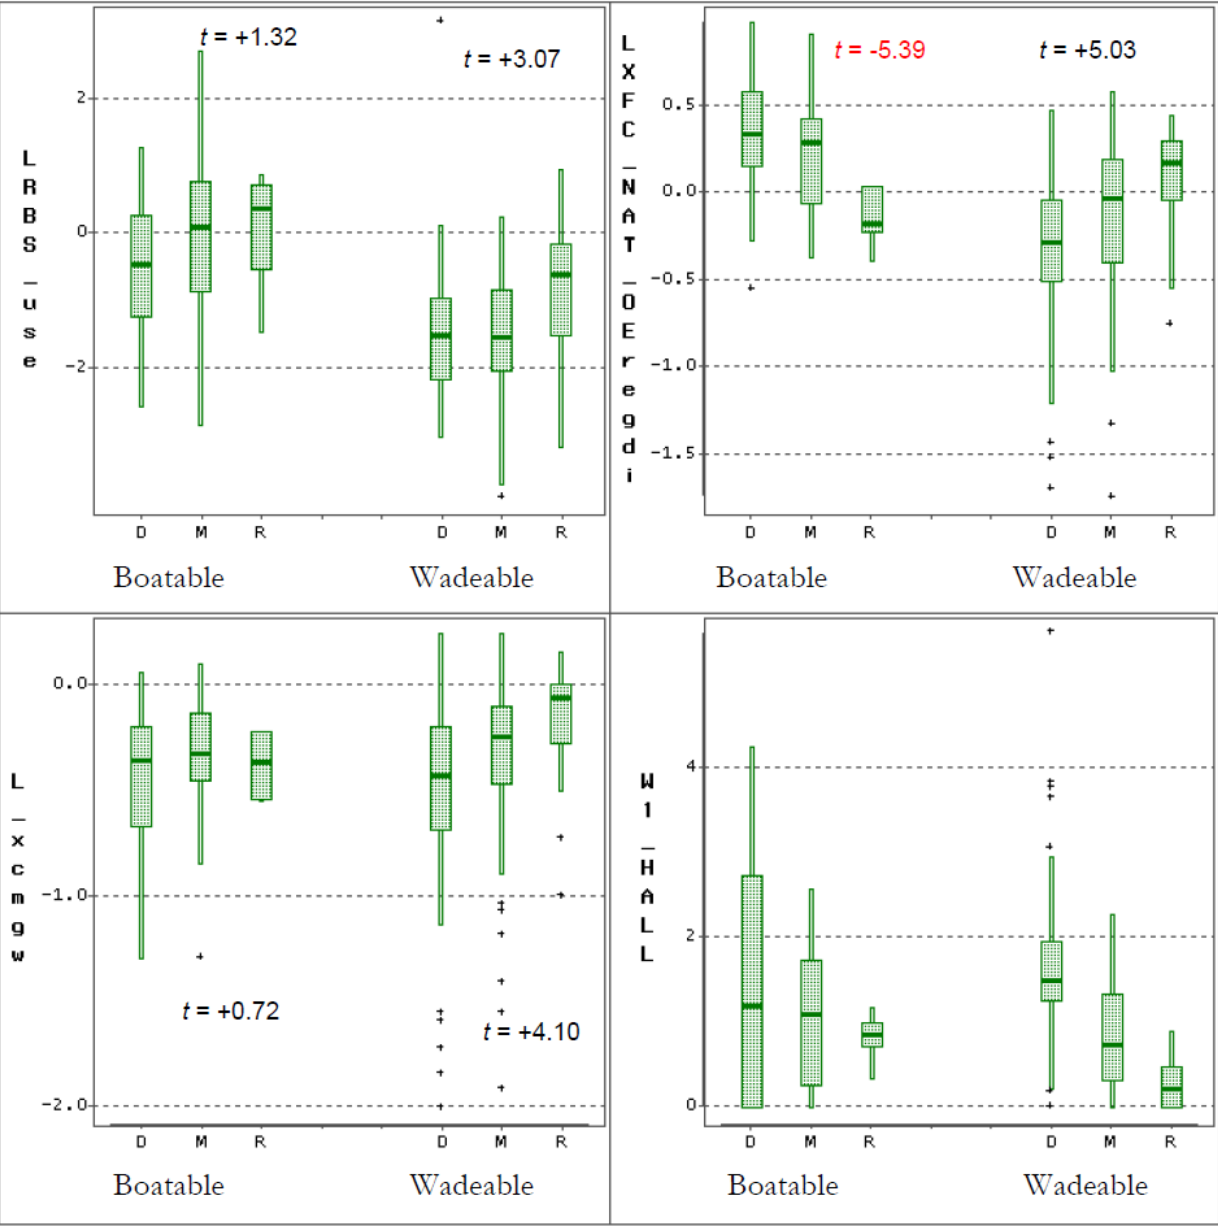 LRBS_use
t = +1.32
t = +3.07
2
0
-2
D M R D M R
Boatable Wadeable
LXFC_NAT_OEregdi
t = -5.39
t = +5.03
0.5
0.0
-0.5
-1.0
-1.5
D M R D M R
Boatable Wadeable
L_xcmgw
0.0
-1.0
-2.0
t = +0.72
t = +4.10
D M R D M R
Boatable Wadeable
W1_HALL
4
2
0
D M R D M R
Boatable Wadeable